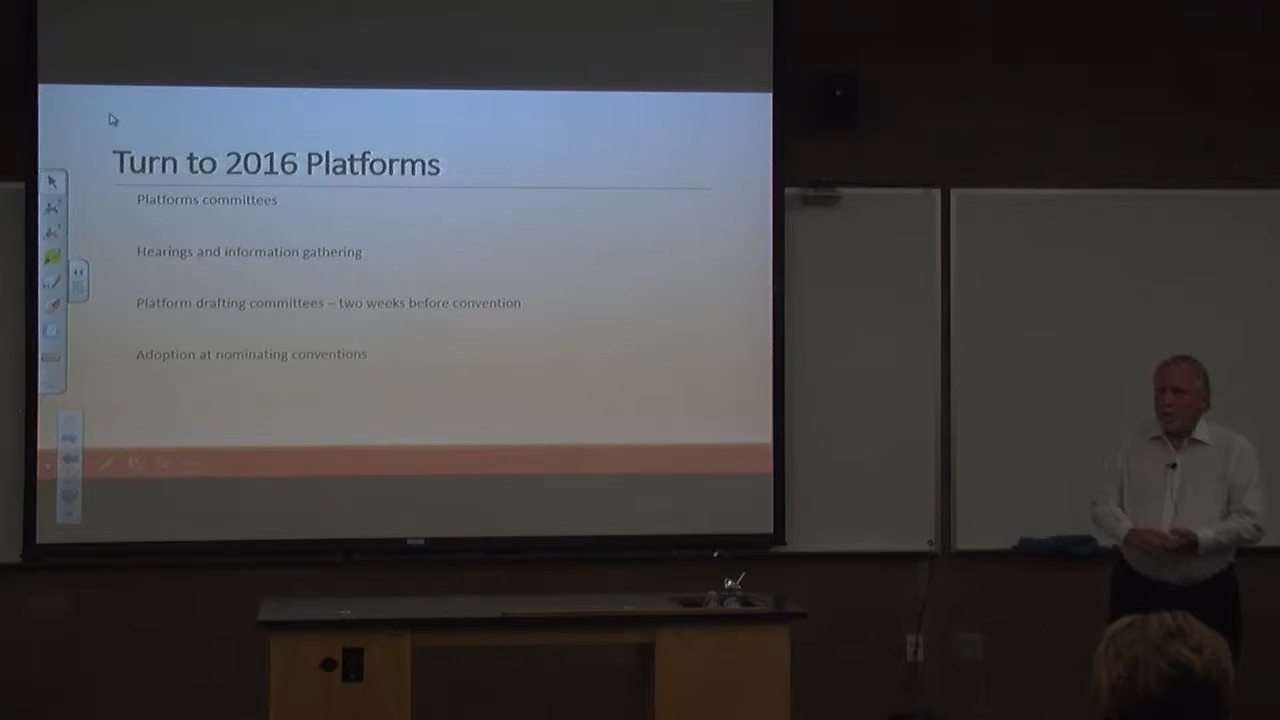 Turn to 2016 Platforms
Platforms committees
Hearings and information gathering
Platform drafting committees – two weeks before convention
Adoption at nominating conventions